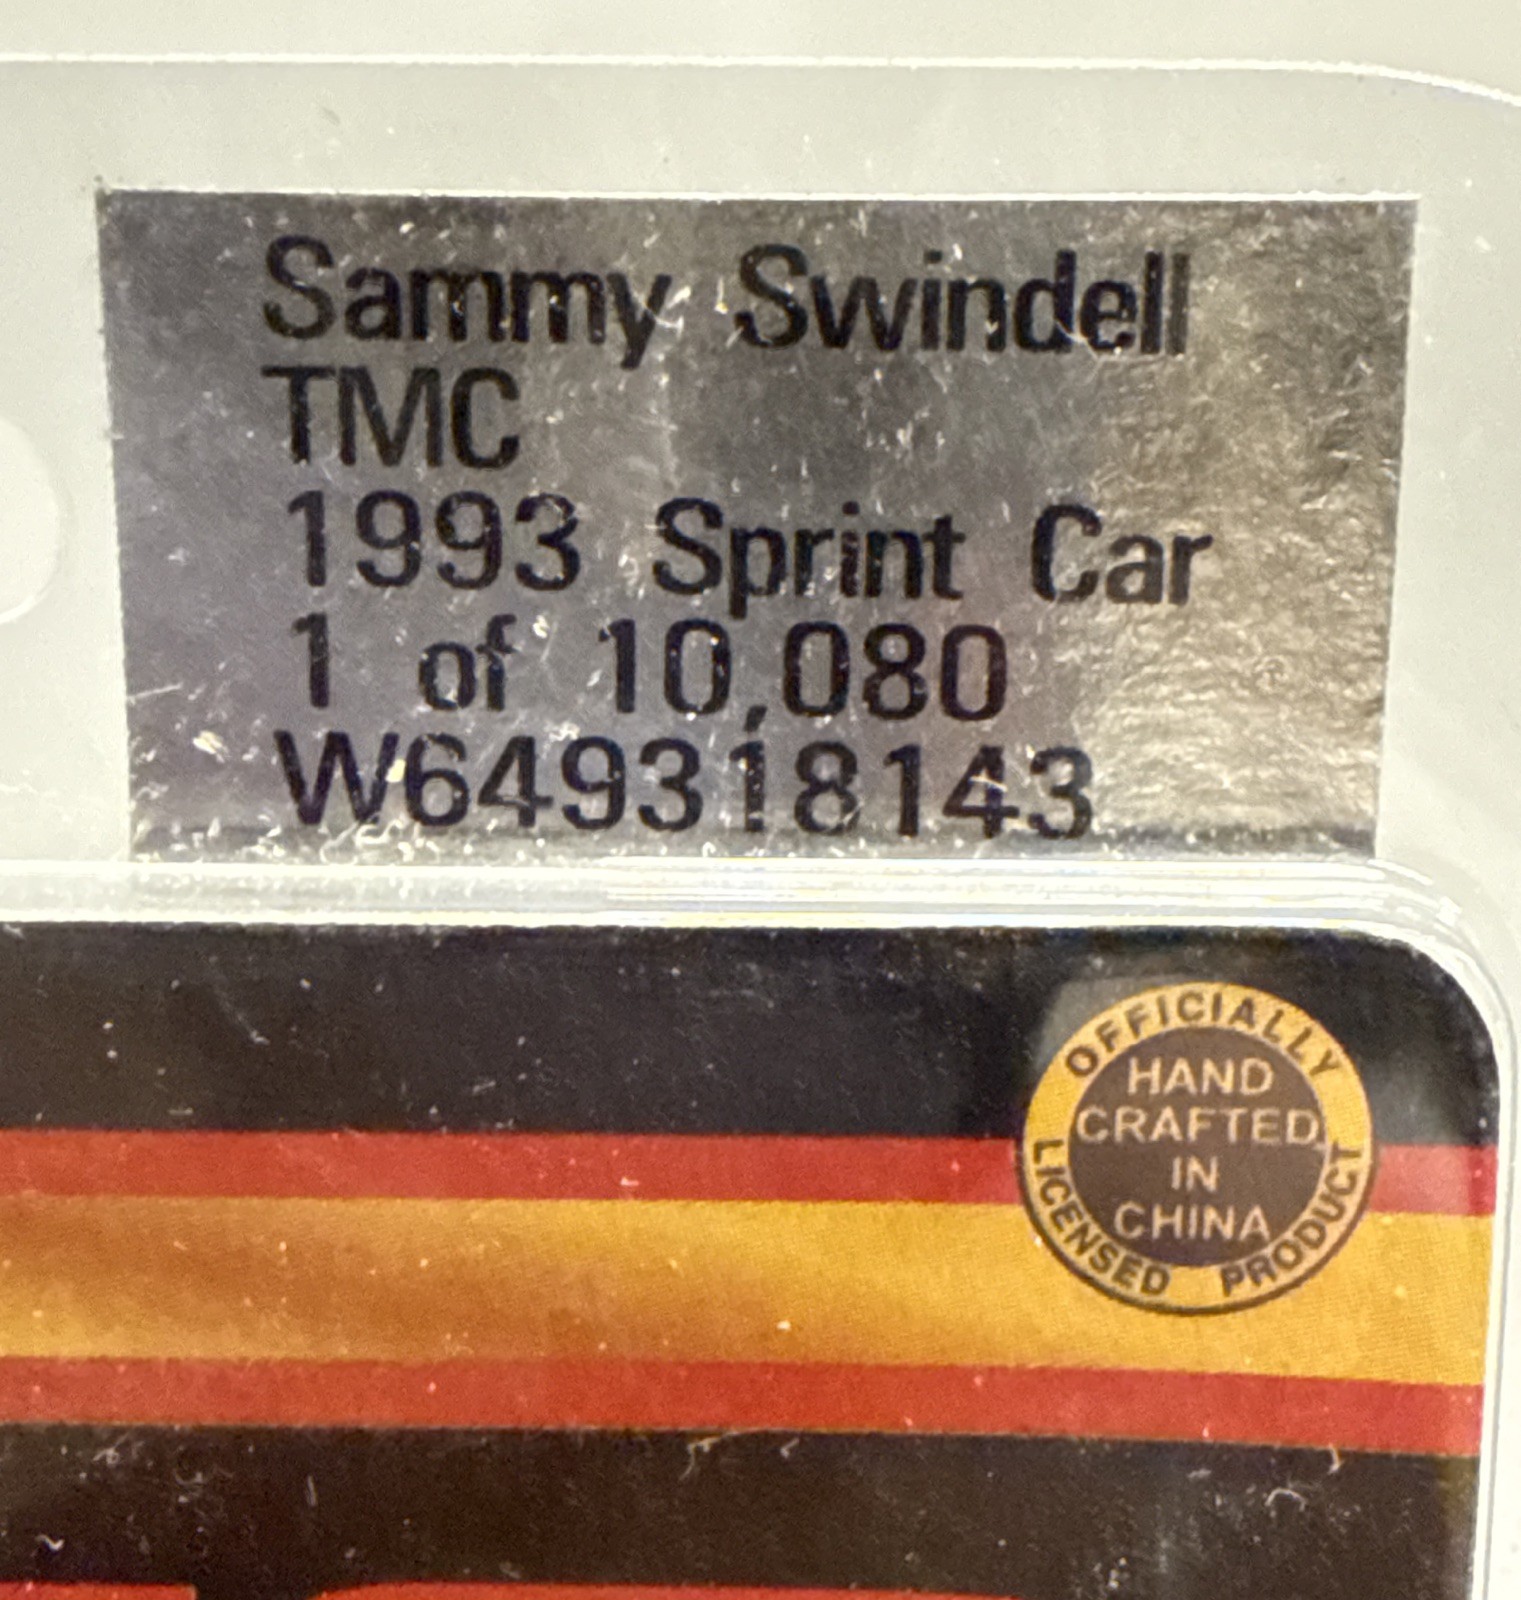 Sammy Swindell
TMC
1993 Sprint Car
1 of 10,080
W649318143
OFFICIALLY
HAND
CRAFTED
IN
CHINA
LICENSED PRODUCT